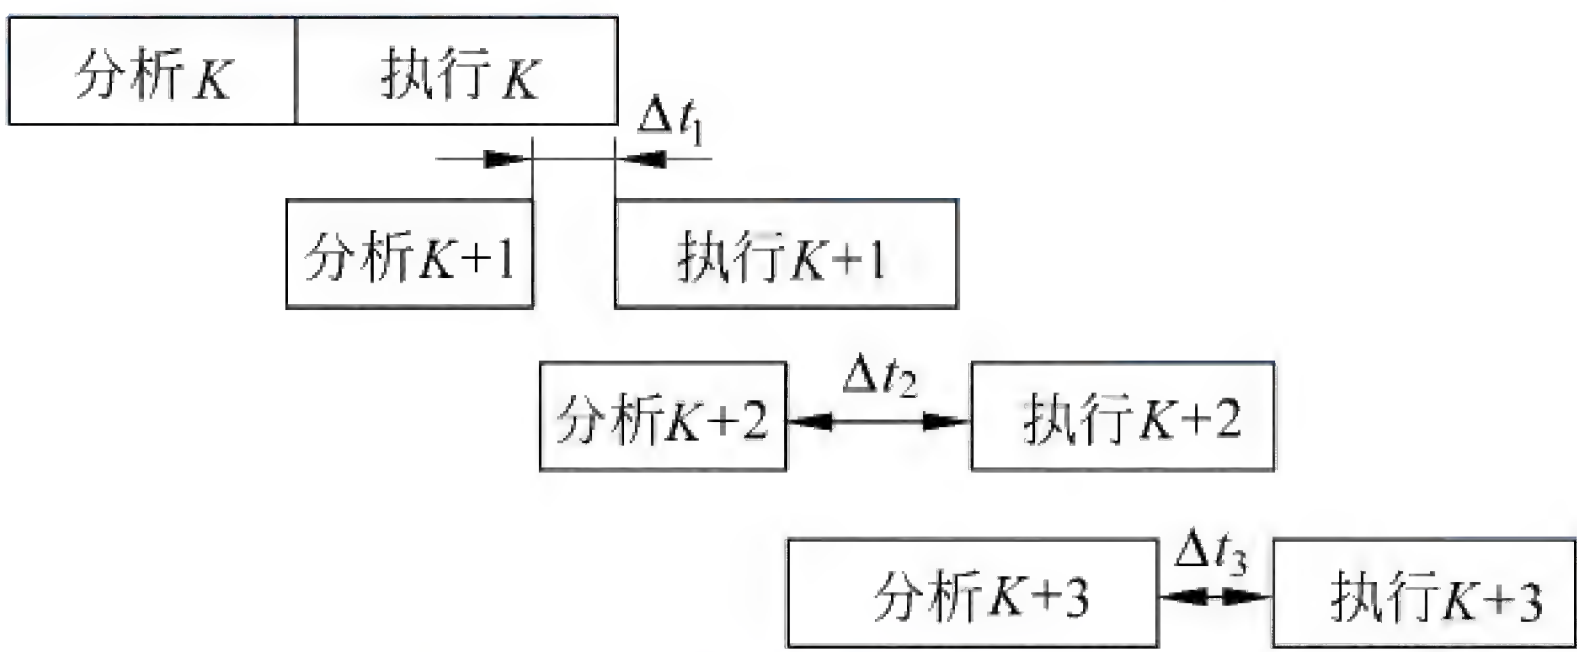 分析K 执行K
Δt1
分析K+1 执行K+1
Δt2
分析K+2 执行K+2
Δt3
分析K+3 执行K+3